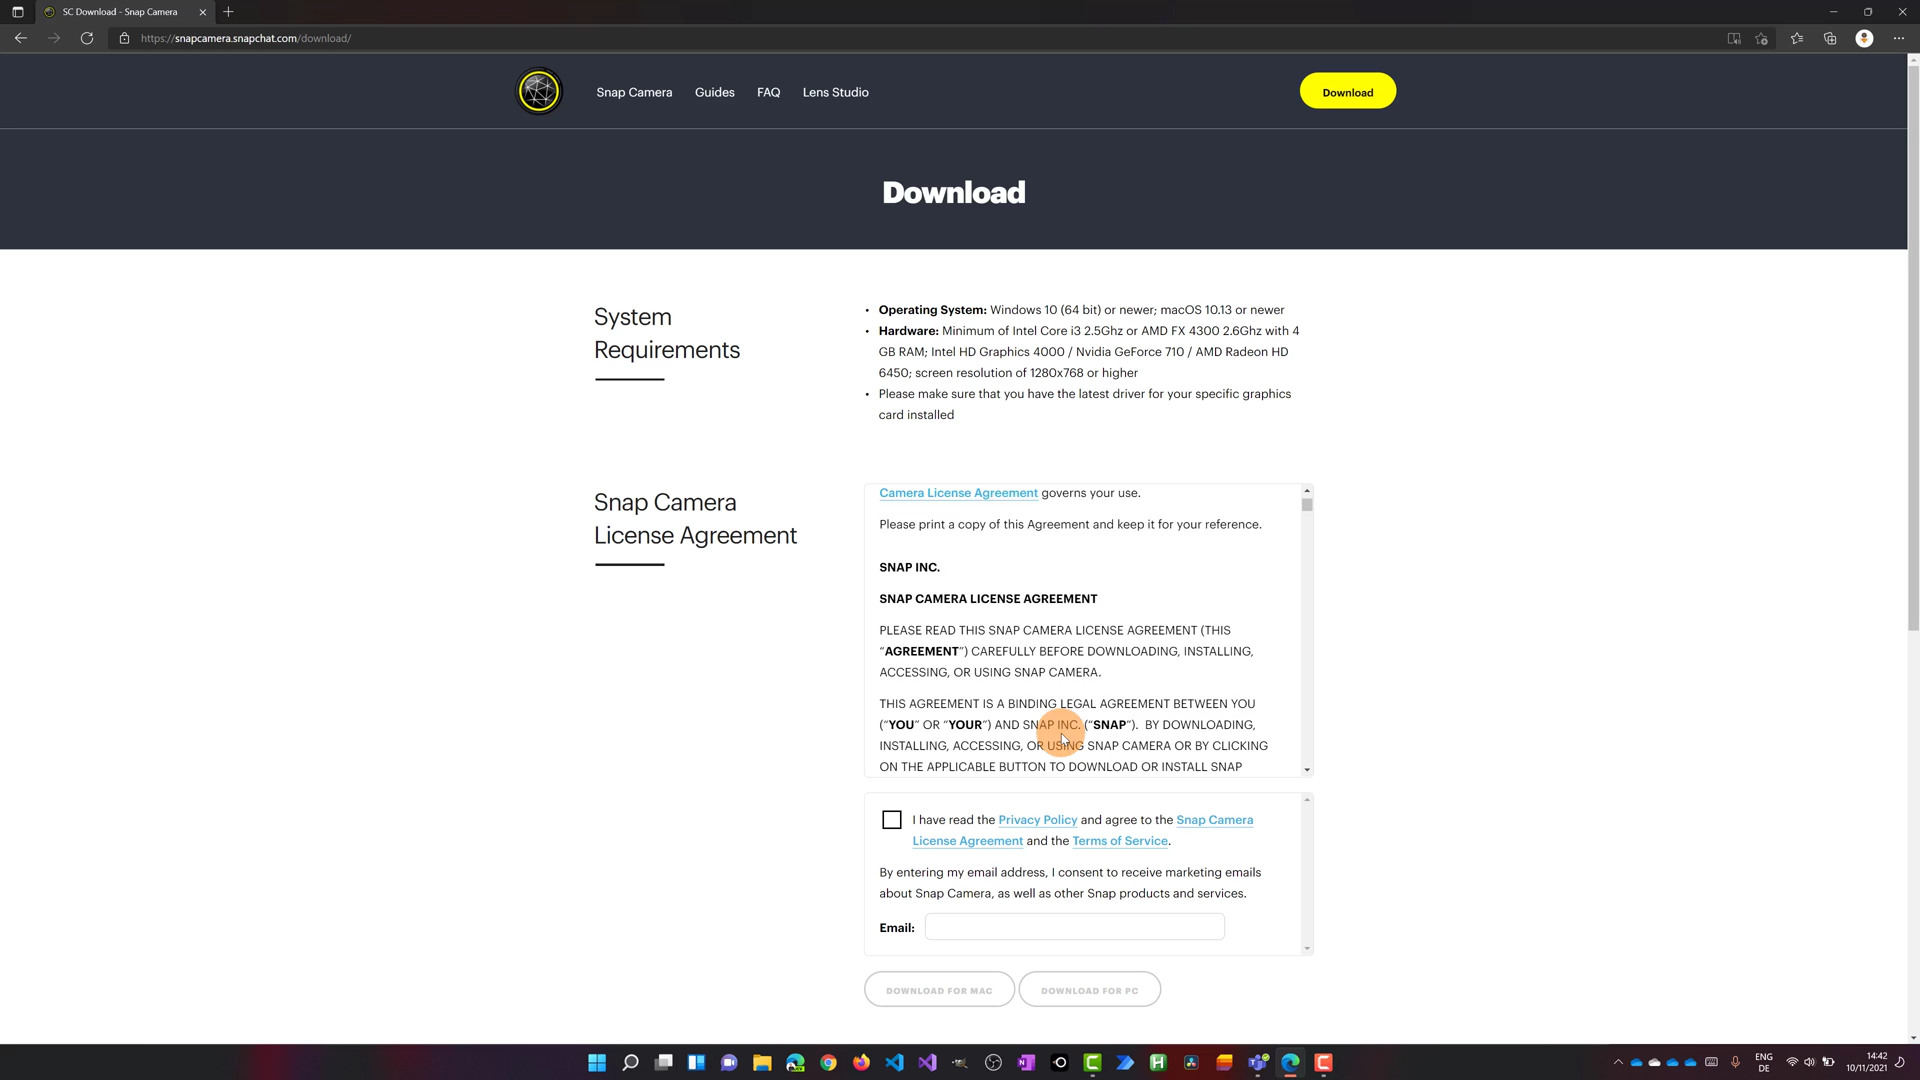 SC Download - Snap Camera
https://snapcamera.snapchat.com/download/
Snap Camera
Guides
FAQ
Lens Studio
Download
Download
System
Requirements
• Operating System: Windows 10 (64 bit) or newer; macOS 10.13 or newer
• Hardware: Minimum of Intel Core i3 2.5Ghz or AMD FX 4300 2.6Ghz with 4
GB RAM; Intel HD Graphics 4000 / Nvidia GeForce 710 / AMD Radeon HD
6450; screen resolution of 1280x768 or higher
• Please make sure that you have the latest driver for your specific graphics
card installed
Snap Camera
License Agreement
Camera License Agreement governs your use.
Please print a copy of this Agreement and keep it for your reference.
SNAP INC.
SNAP CAMERA LICENSE AGREEMENT
PLEASE READ THIS SNAP CAMERA LICENSE AGREEMENT (THIS
“AGREEMENT”) CAREFULLY BEFORE DOWNLOADING, INSTALLING,
ACCESSING, OR USING SNAP CAMERA.
THIS AGREEMENT IS A BINDING LEGAL AGREEMENT BETWEEN YOU
(“YOU” OR “YOUR”) AND SNAP INC. (“SNAP”). BY DOWNLOADING,
INSTALLING, ACCESSING, OR USING SNAP CAMERA OR BY CLICKING
ON THE APPLICABLE BUTTON TO DOWNLOAD OR INSTALL SNAP
I have read the Privacy Policy and agree to the Snap Camera
License Agreement and the Terms of Service.
By entering my email address, I consent to receive marketing emails
about Snap Camera, as well as other Snap products and services.
Email:
DOWNLOAD FOR MAC
DOWNLOAD FOR PC
ENG
DE
14:42
10/11/2021